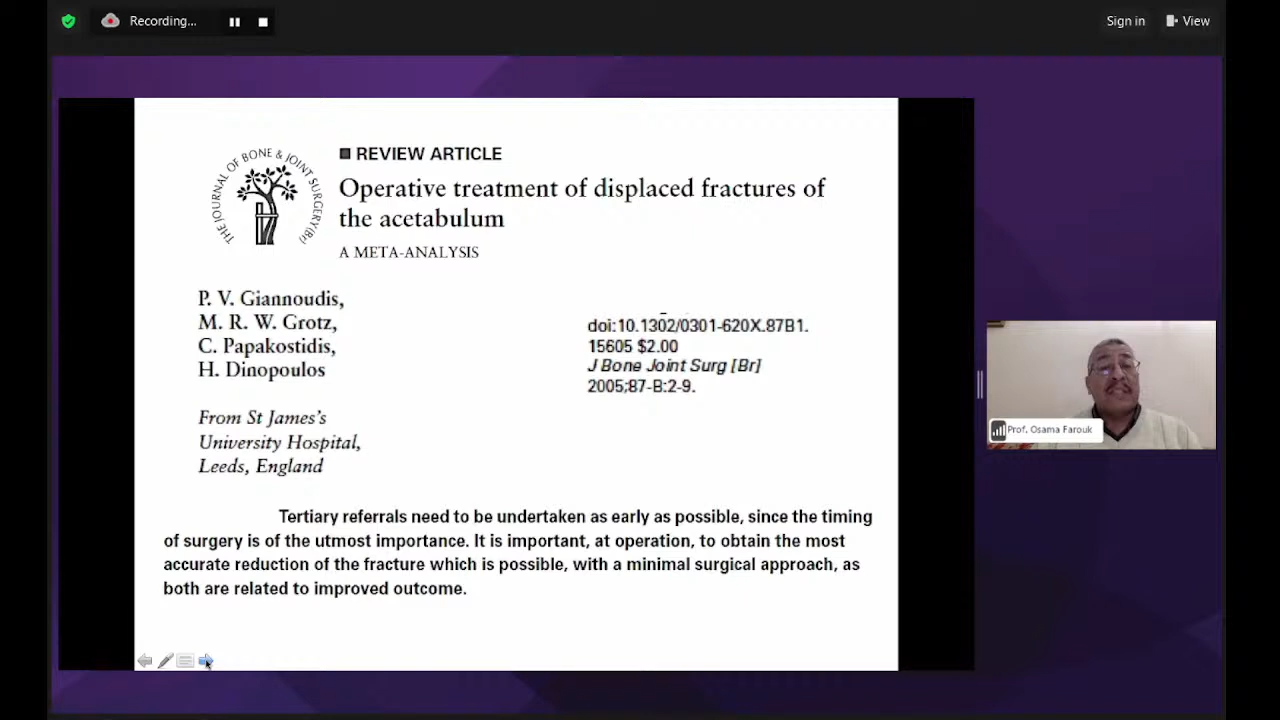 Recording...
Sign in
View
THE JOURNAL OF BONE & JOINT SURGERY (Br)
REVIEW ARTICLE
Operative treatment of displaced fractures of
the acetabulum
A META-ANALYSIS
P. V. Giannoudis,
M. R. W. Grotz,
C. Papakostidis,
H. Dinopoulos
doi:10.1302/0301-620X.87B1.
15605 $2.00
J Bone Joint Surg [Br]
2005;87-B:2-9.
From St James's
University Hospital,
Leeds, England
Tertiary referrals need to be undertaken as early as possible, since the timing
of surgery is of the utmost importance. It is important, at operation, to obtain the most
accurate reduction of the fracture which is possible, with a minimal surgical approach, as
both are related to improved outcome.
Prof. Osama Farouk